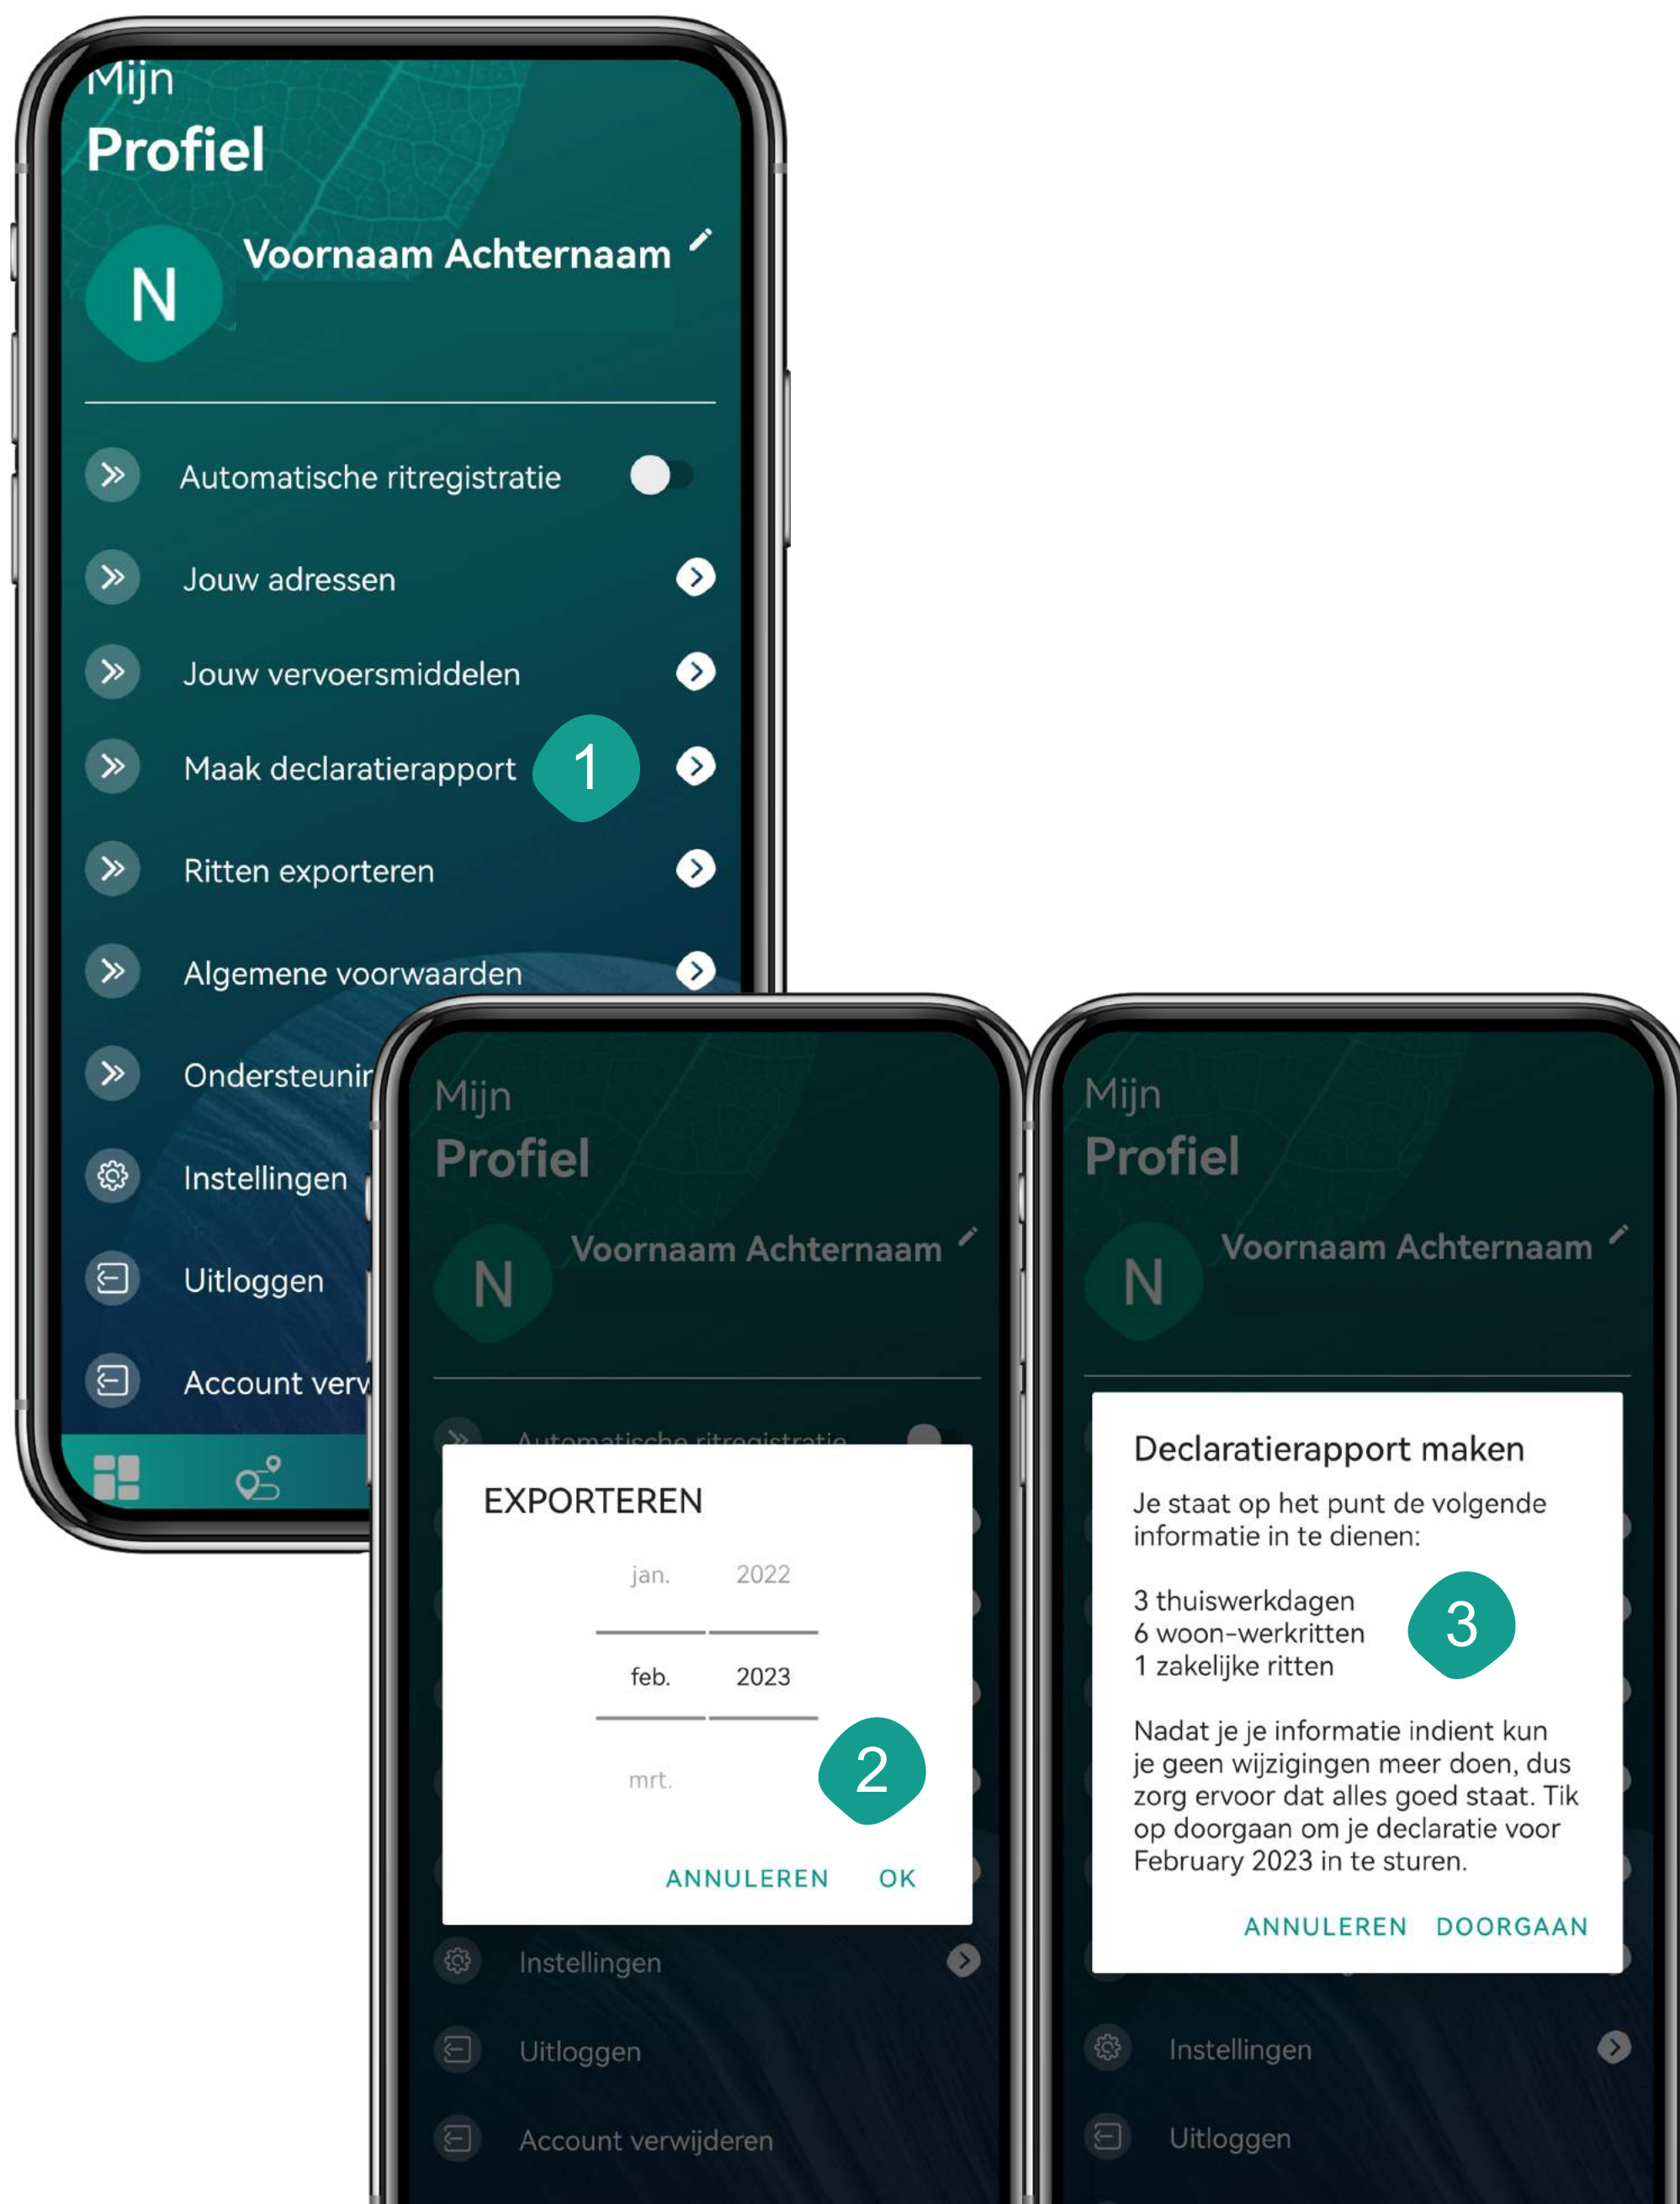 Mijn
Profiel
N
Voornaam Achternaam
Automatische ritregistratie
Jouw adressen
Jouw vervoersmiddelen
Maak declaratierapport
1
Ritten exporteren
Algemene voorwaarden
Ondersteunin
Instellingen
Uitloggen
Account verw
Mijn
Profiel
N
Voornaam Achternaam
Automatische ritregistratie
EXPORTEREN
jan. 2022
feb. 2023
mrt.
2
ANNULEREN OK
Instellingen
Uitloggen
Account verwijderen
Mijn
Profiel
N
Voornaam Achternaam
Declaratierapport maken
Je staat op het punt de volgende
informatie in te dienen:
3 thuiswerkdagen
6 woon-werkritten
1 zakelijke ritten
3
Nadat je je informatie indient kun
je geen wijzigingen meer doen, dus
zorg ervoor dat alles goed staat. Tik
op doorgaan om je declaratie voor
February 2023 in te sturen.
ANNULEREN DOORGAAN
Instellingen
Uitloggen